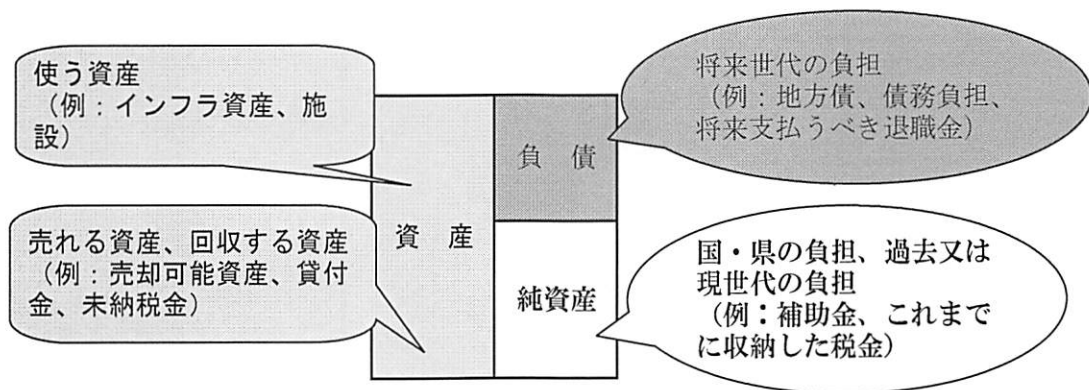 使う資産
(例：インフラ資産、施
設)
売れる資産、回収する資産
(例：売却可能資産、貸付
金、未納税金)
資　産
負　債
純資産
将来世代の負担
(例：地方債、債務負担、
将来支払うべき退職金)
国・県の負担、過去又は
現世代の負担
(例：補助金、これまで
に収納した税金)